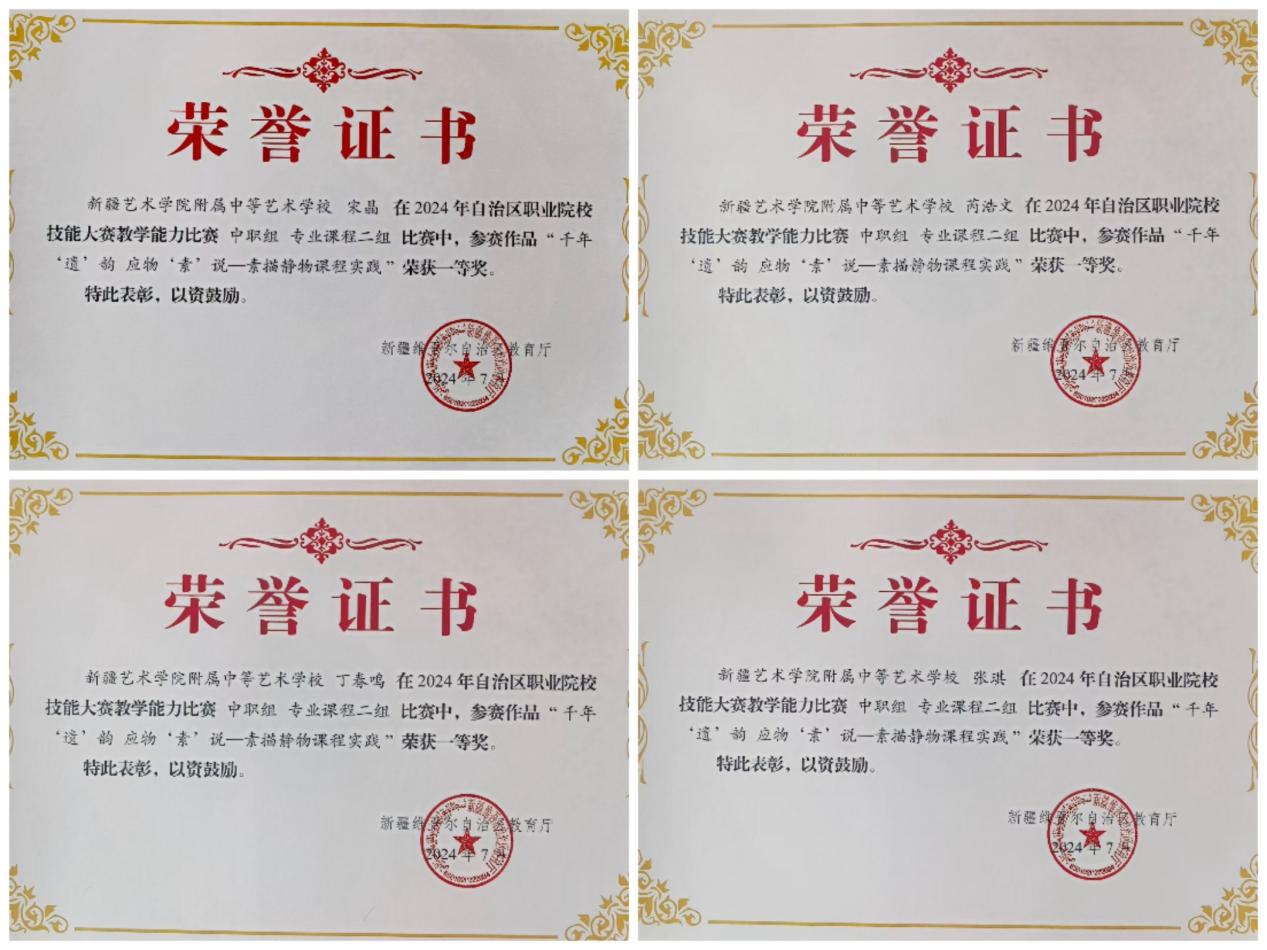 荣誉证书
新疆艺术学院附属中等艺术学校 宋晶 在2024年自治区职业院校
技能大赛教学能力比赛 中职组 专业课程二组 比赛中，参赛作品“千年
‘遗’韵 应物‘素’说—素描静物课程实践”荣获一等奖。
特此表彰，以资鼓励。
新疆维吾尔自治区教育厅
2024年7月
荣誉证书
新疆艺术学院附属中等艺术学校 芮浩文 在2024年自治区职业院校
技能大赛教学能力比赛 中职组 专业课程二组 比赛中，参赛作品“千年
‘遗’韵 应物‘素’说—素描静物课程实践”荣获一等奖。
特此表彰，以资鼓励。
新疆维吾尔自治区教育厅
2024年7月
荣誉证书
新疆艺术学院附属中等艺术学校 丁春鸣 在2024年自治区职业院校
技能大赛教学能力比赛 中职组 专业课程二组 比赛中，参赛作品“千年
‘遗’韵 应物‘素’说—素描静物课程实践”荣获一等奖。
特此表彰，以资鼓励。
新疆维吾尔自治区教育厅
2024年7月
荣誉证书
新疆艺术学院附属中等艺术学校 张琪 在2024年自治区职业院校
技能大赛教学能力比赛 中职组 专业课程二组 比赛中，参赛作品“千年
‘遗’韵 应物‘素’说—素描静物课程实践”荣获一等奖。
特此表彰，以资鼓励。
新疆维吾尔自治区教育厅
2024年7月